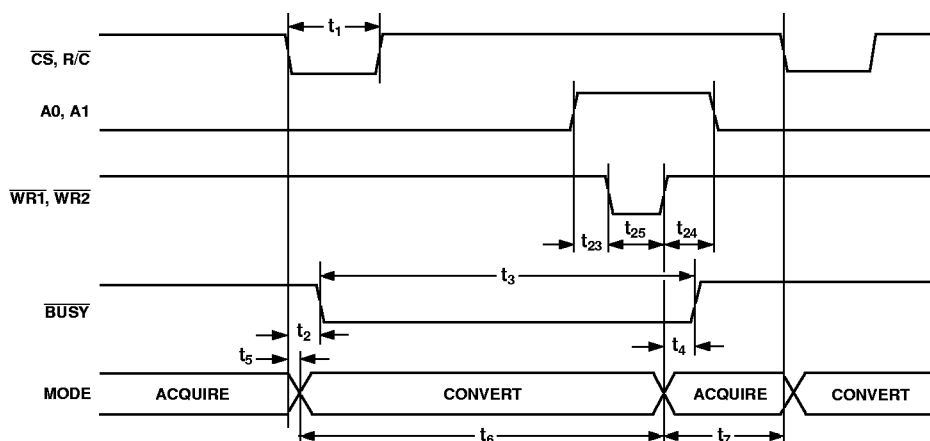 t1
CS, R/C
A0, A1
WR1, WR2
t23 t25 t24
t3
BUSY
t2
t4
t5
MODE ACQUIRE CONVERT ACQUIRE CONVERT
t6 t7